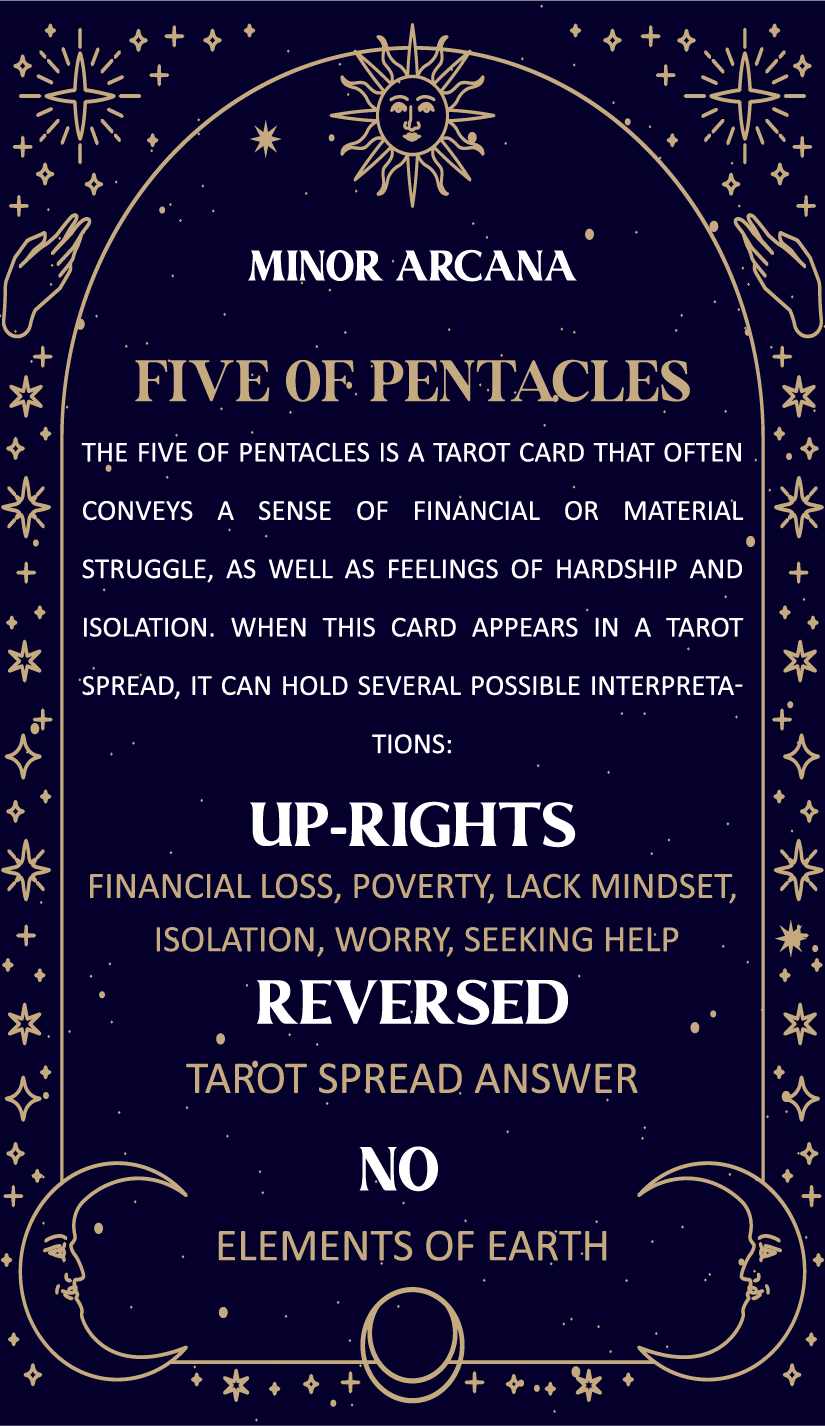 MINOR ARCANA
FIVE OF PENTACLES
THE FIVE OF PENTACLES IS A TAROT CARD THAT OFTEN
CONVEYS A SENSE OF FINANCIAL OR MATERIAL
STRUGGLE, AS WELL AS FEELINGS OF HARDSHIP AND
ISOLATION. WHEN THIS CARD APPEARS IN A TAROT
SPREAD, IT CAN HOLD SEVERAL POSSIBLE INTERPRETA-
TIONS:
UP-RIGHTS
FINANCIAL LOSS, POVERTY, LACK MINDSET,
ISOLATION, WORRY, SEEKING HELP
REVERSED
TAROT SPREAD ANSWER
NO
ELEMENTS OF EARTH